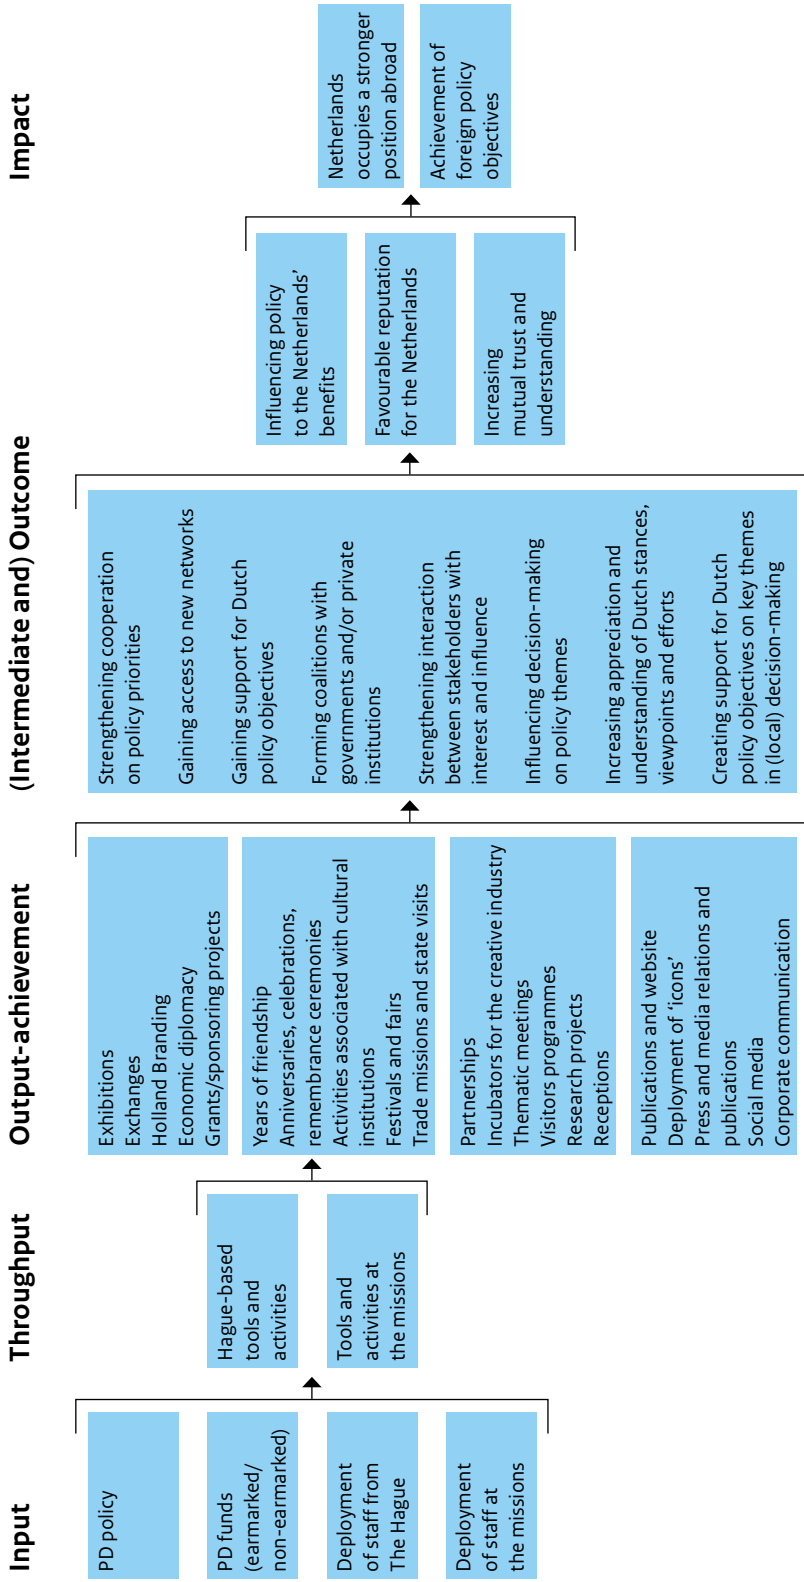 Input
PD policy
PD funds
(earmarked/
non-earmarked)
Deployment
of staff from
The Hague
Deployment
of staff at
the missions
Throughput
Hague-based
tools and
activities
Tools and
activities at
the missions
Output-achievement
Exhibitions
Exchanges
Holland Branding
Economic diplomacy
Grants/sponsoring projects
Years of friendship
Anniversaries, celebrations,
remembrance ceremonies
Activities associated with cultural
institutions
Festivals and fairs
Trade missions and state visits
Partnerships
Incubators for the creative industry
Thematic meetings
Visitors programmes
Research projects
Receptions
Publications and website
Deployment of ‘icons’
Press and media relations and
publications
Social media
Corporate communication
(Intermediate and) Outcome
Strengthening cooperation
on policy priorities
Gaining access to new networks
Gaining support for Dutch
policy objectives
Forming coalitions with
governments and/or private
institutions
Strengthening interaction
between stakeholders with
interest and influence
Influencing decision-making
on policy themes
Increasing appreciation and
understanding of Dutch stances,
viewpoints and efforts
Creating support for Dutch
policy objectives on key themes
in (local) decision-making
Influencing policy
to the Netherlands’
benefits
Favourable reputation
for the Netherlands
Increasing
mutual trust and
understanding
Impact
Netherlands
occupies a stronger
position abroad
Achievement of
foreign policy
objectives